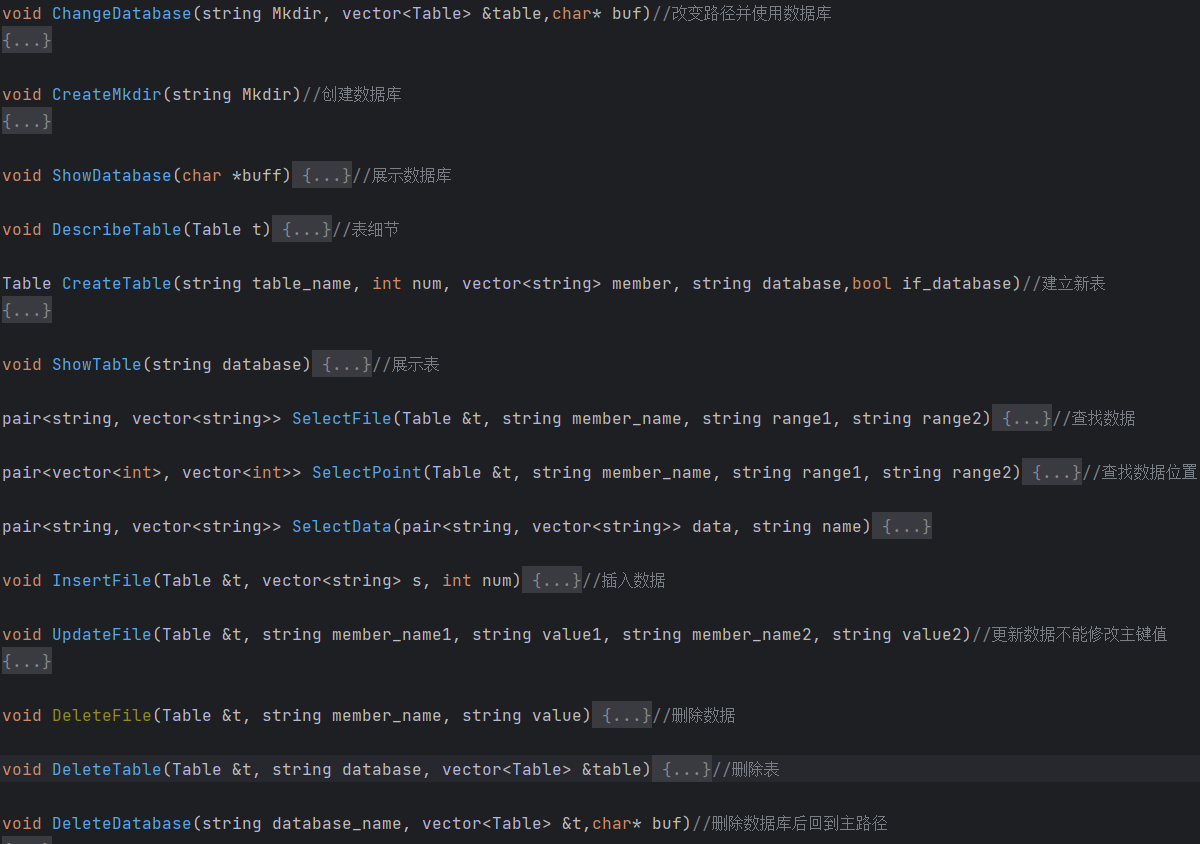 void ChangeDatabase(string Mkdir, vector<Table> &table,char* buf)//改变路径并使用数据库
{...}
void CreateMkdir(string Mkdir)//创建数据库
{...}
void ShowDatabase(char *buff) {...}//展示数据库
void DescribeTable(Table t) {...}//表细节
Table CreateTable(string table_name, int num, vector<string> member, string database,bool if_database)//建立新表
{...}
void ShowTable(string database) {...}//展示表
pair<string, vector<string>> SelectFile(Table &t, string member_name, string range1, string range2) {...}//查找数据
pair<vector<int>, vector<int>> SelectPoint(Table &t, string member_name, string range1, string range2) {...}//查找数据位置
pair<string, vector<string>> SelectData(pair<string, vector<string>> data, string name) {...}
void InsertFile(Table &t, vector<string> s, int num) {...}//插入数据
void UpdateFile(Table &t, string member_name1, string value1, string member_name2, string value2)//更新数据不能修改主键值
{...}
void DeleteFile(Table &t, string member_name, string value) {...}//删除数据
void DeleteTable(Table &t, string database, vector<Table> &table) {...}//删除表
void DeleteDatabase(string database_name, vector<Table> &t,char* buf)//删除数据库后回到主路径